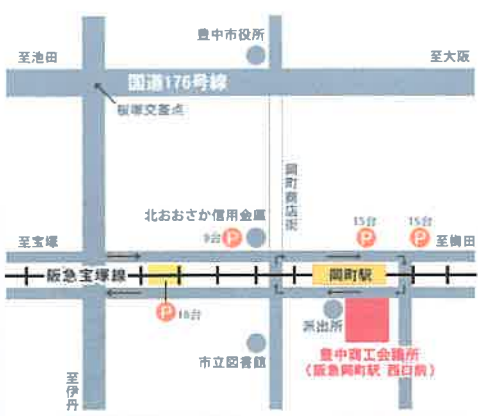 豊中市役所
至池田
至大阪
国道176号線
桜塚交差点
岡町商店街
北おおさか信用金庫
9台 P
15台
P
15台
P
至宝塚
至梅田
阪急宝塚線
岡町駅
P 16台
派出所
市立図書館
豊中商工会議所
(阪急岡町駅 西口前)
至伊丹